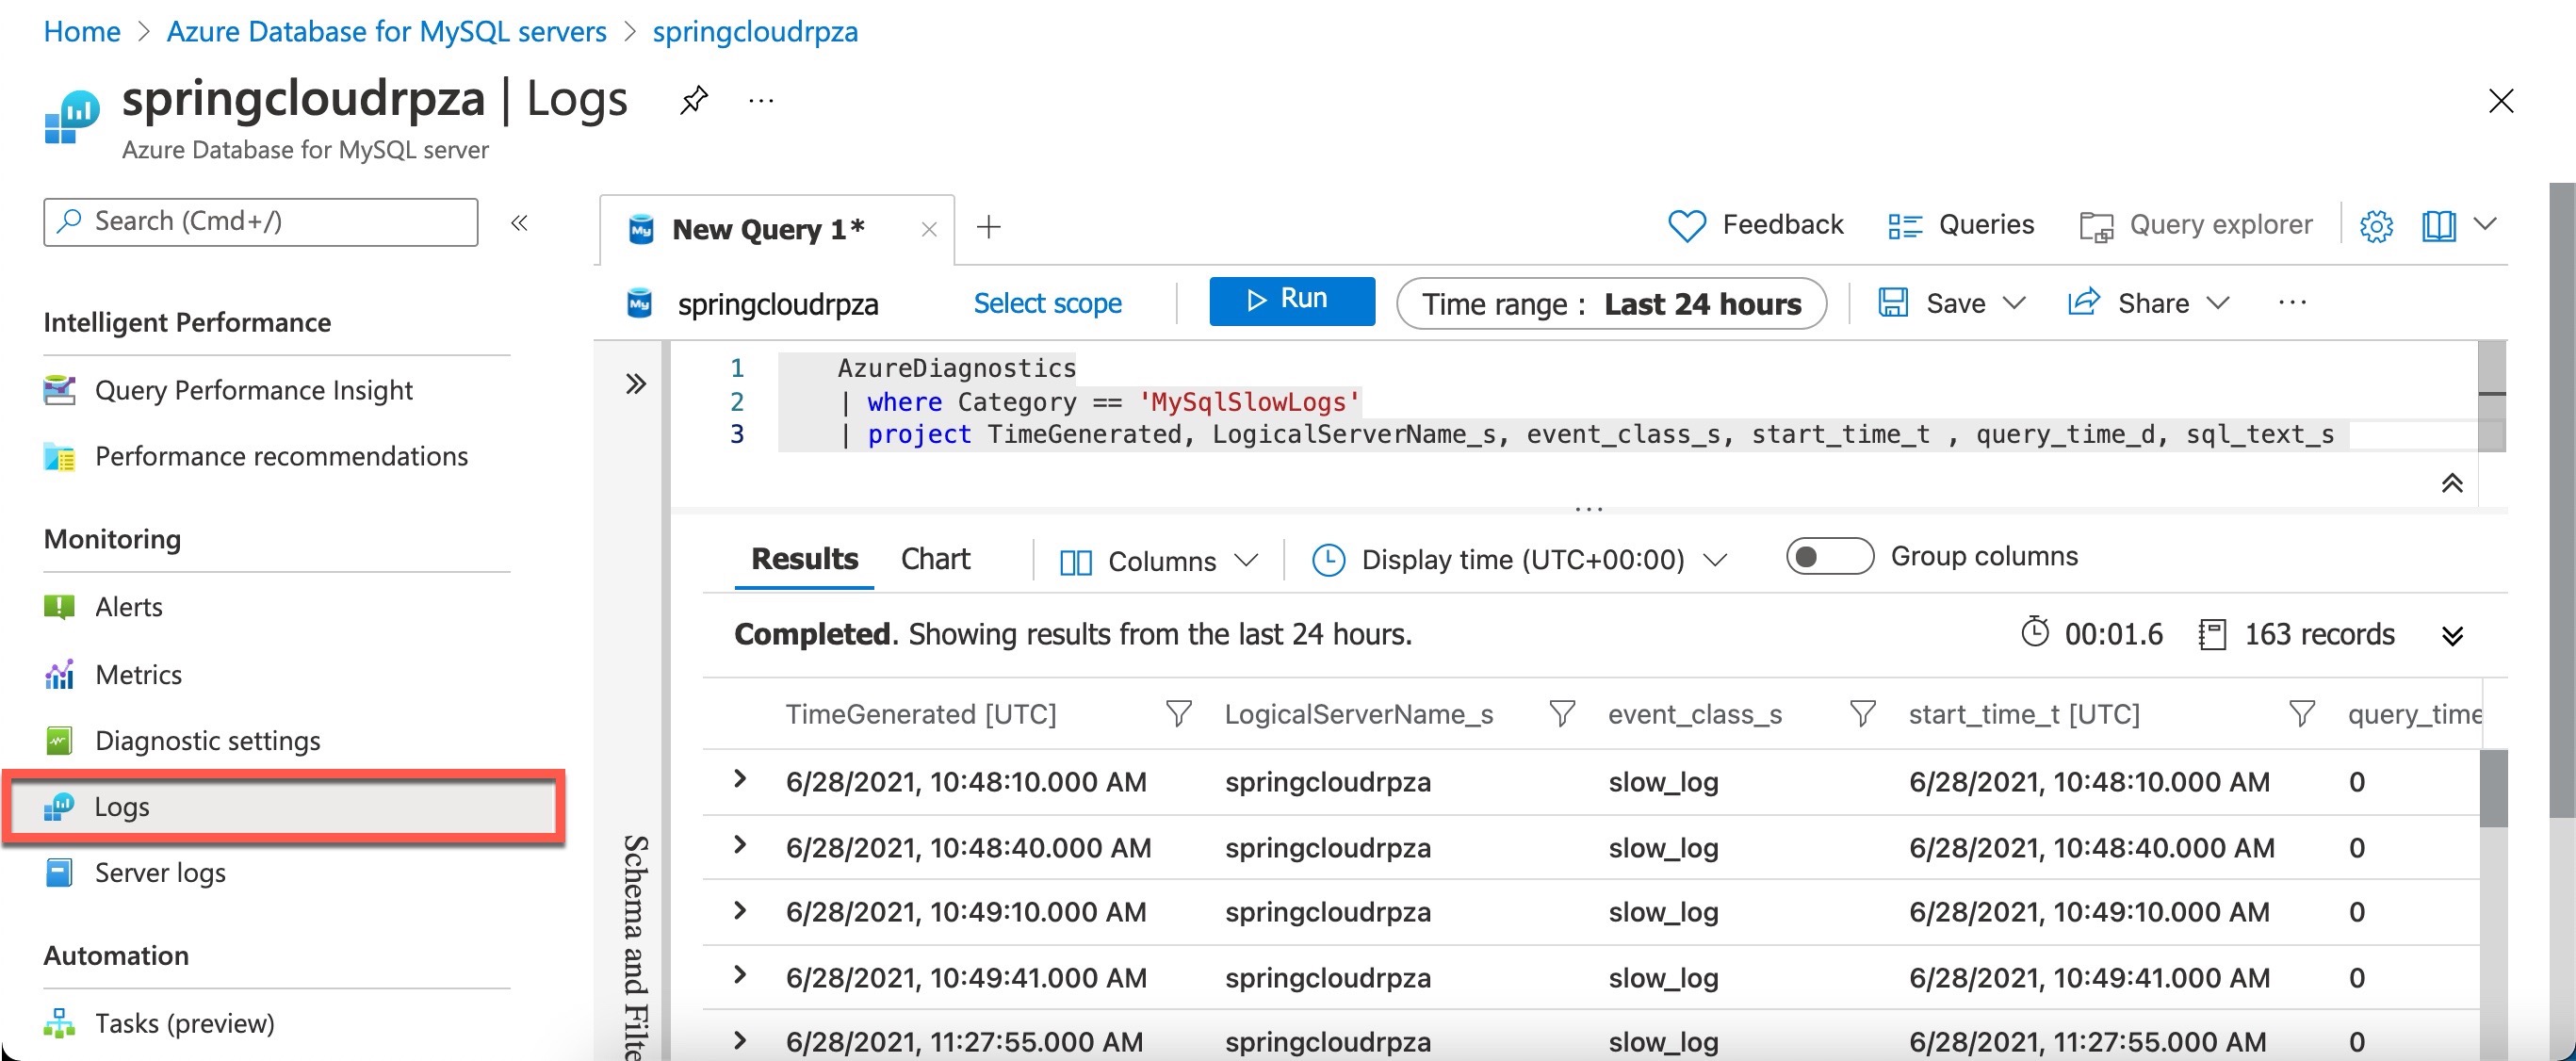 Home > Azure Database for MySQL servers > springcloudrpza
springcloudrpza | Logs
Azure Database for MySQL server
Search (Cmd+/)
Intelligent Performance
Query Performance Insight
Performance recommendations
Monitoring
Alerts
Metrics
Diagnostic settings
Logs
Server logs
Automation
Tasks (preview)
New Query 1*
Feedback Queries Query explorer
My springcloudrpza Select scope Run Time range : Last 24 hours Save Share
1 AzureDiagnostics
2 | where Category == 'MySqlSlowLogs'
3 | project TimeGenerated, LogicalServerName_s, event_class_s, start_time_t , query_time_d, sql_text_s
Schema and Filte
Results Chart Columns Display time (UTC+00:00) Group columns
Completed. Showing results from the last 24 hours. 00:01.6 163 records
TimeGenerated [UTC] LogicalServerName_s event_class_s start_time_t [UTC] query_time
6/28/2021, 10:48:10.000 AM springcloudrpza slow_log 6/28/2021, 10:48:10.000 AM 0
6/28/2021, 10:48:40.000 AM springcloudrpza slow_log 6/28/2021, 10:48:40.000 AM 0
6/28/2021, 10:49:10.000 AM springcloudrpza slow_log 6/28/2021, 10:49:10.000 AM 0
6/28/2021, 10:49:41.000 AM springcloudrpza slow_log 6/28/2021, 10:49:41.000 AM 0
6/28/2021, 11:27:55.000 AM springcloudrpza slow_log 6/28/2021, 11:27:55.000 AM 0